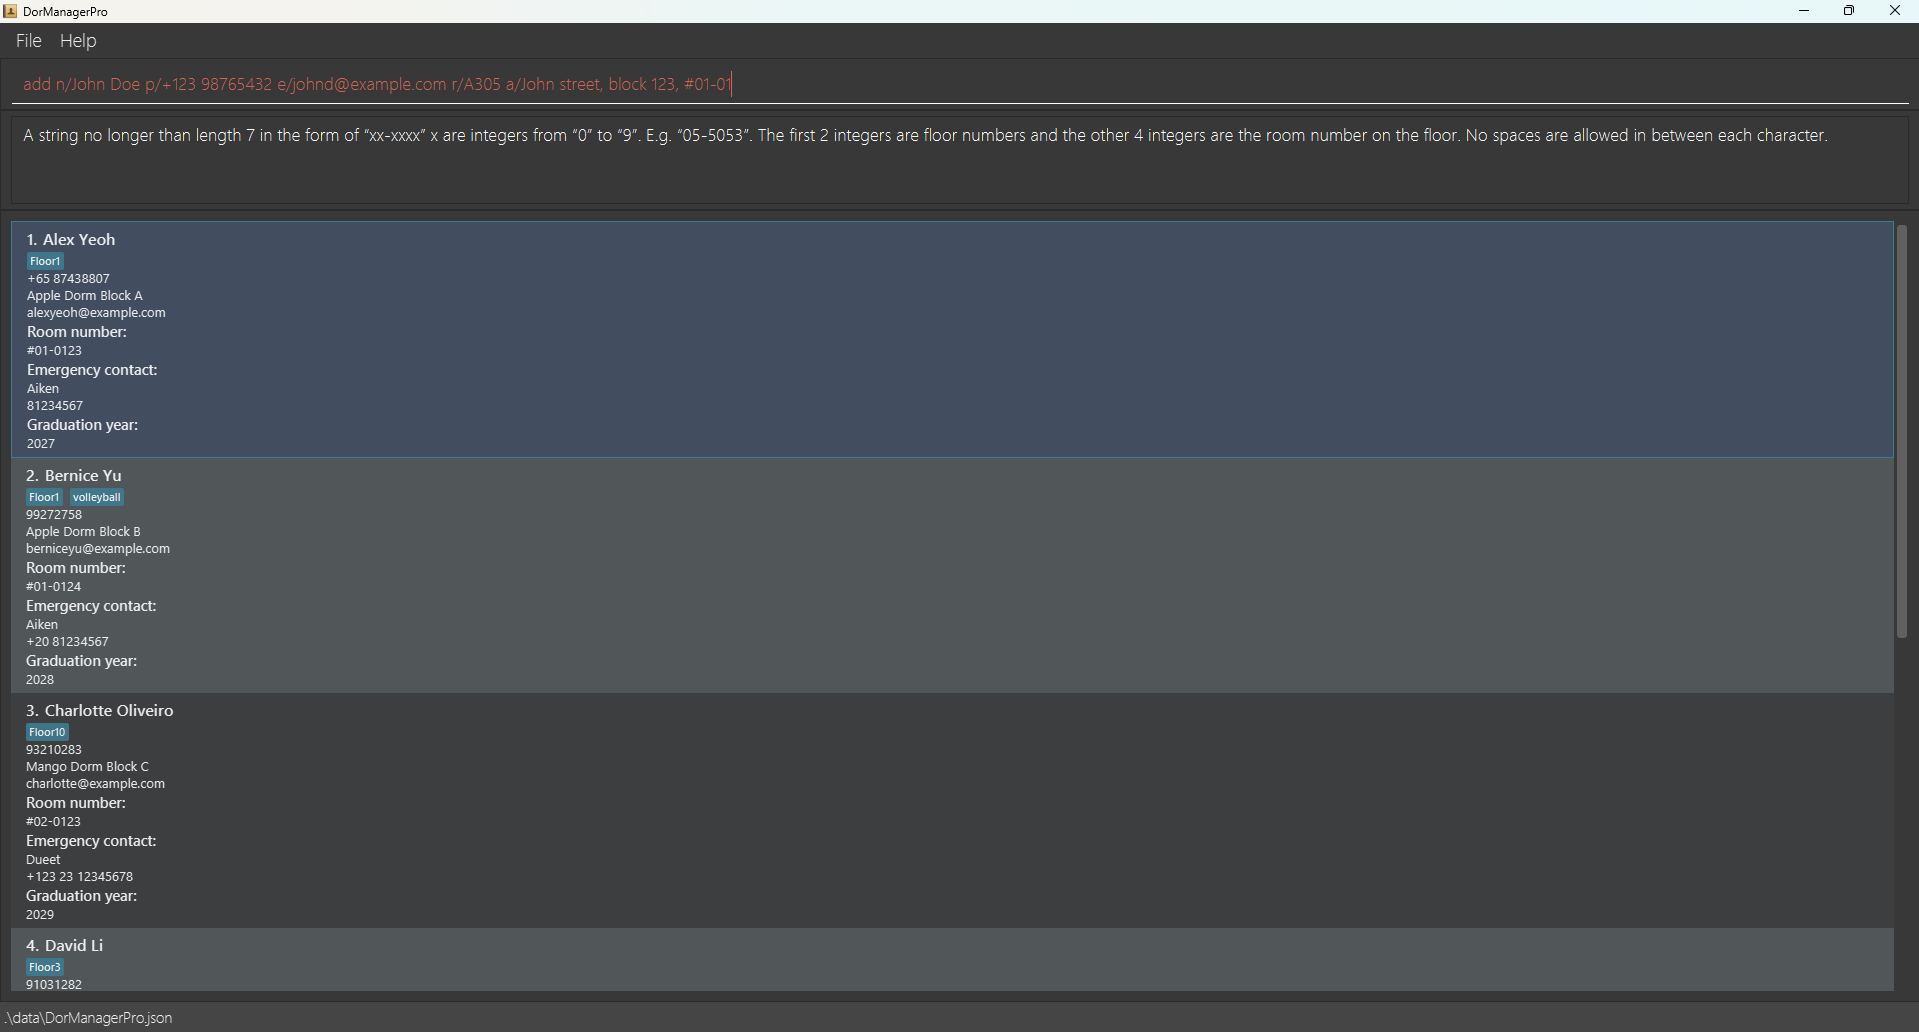 DorManagerPro
File Help
add n/John Doe p/+123 98765432 e/johnd@example.com r/A305 a/John street, block 123, #01-01
A string no longer than length 7 in the form of “xx-xxxx” x are integers from “0” to “9”. E.g. “05-5053”. The first 2 integers are floor numbers and the other 4 integers are the room number on the floor. No spaces are allowed in between each character.
1. Alex Yeoh
Floor1
+65 87438807
Apple Dorm Block A
alexyeoh@example.com
Room number:
#01-0123
Emergency contact:
Aiken
81234567
Graduation year:
2027
2. Bernice Yu
Floor1 volleyball
99272758
Apple Dorm Block B
berniceyu@example.com
Room number:
#01-0124
Emergency contact:
Aiken
+20 81234567
Graduation year:
2028
3. Charlotte Oliveiro
Floor10
93210283
Mango Dorm Block C
charlotte@example.com
Room number:
#02-0123
Emergency contact:
Dueet
+123 23 12345678
Graduation year:
2029
4. David Li
Floor3
91031282
.\data\DorManagerPro.json